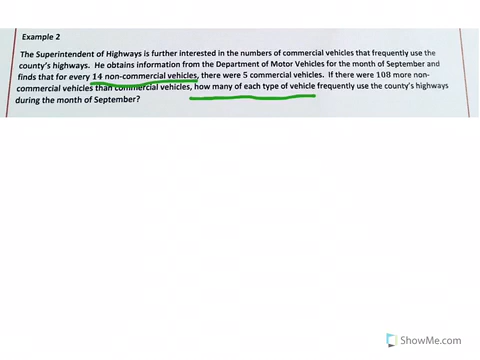 Example 2
The Superintendent of Highways is further interested in the numbers of commercial vehicles that frequently use the
county's highways. He obtains information from the Department of Motor Vehicles for the month of September and
finds that for every 14 non-commercial vehicles, there were 5 commercial vehicles. If there were 108 more non-
commercial vehicles than commercial vehicles, how many of each type of vehicle frequently use the county's highways
during the month of September?
ShowMe.com